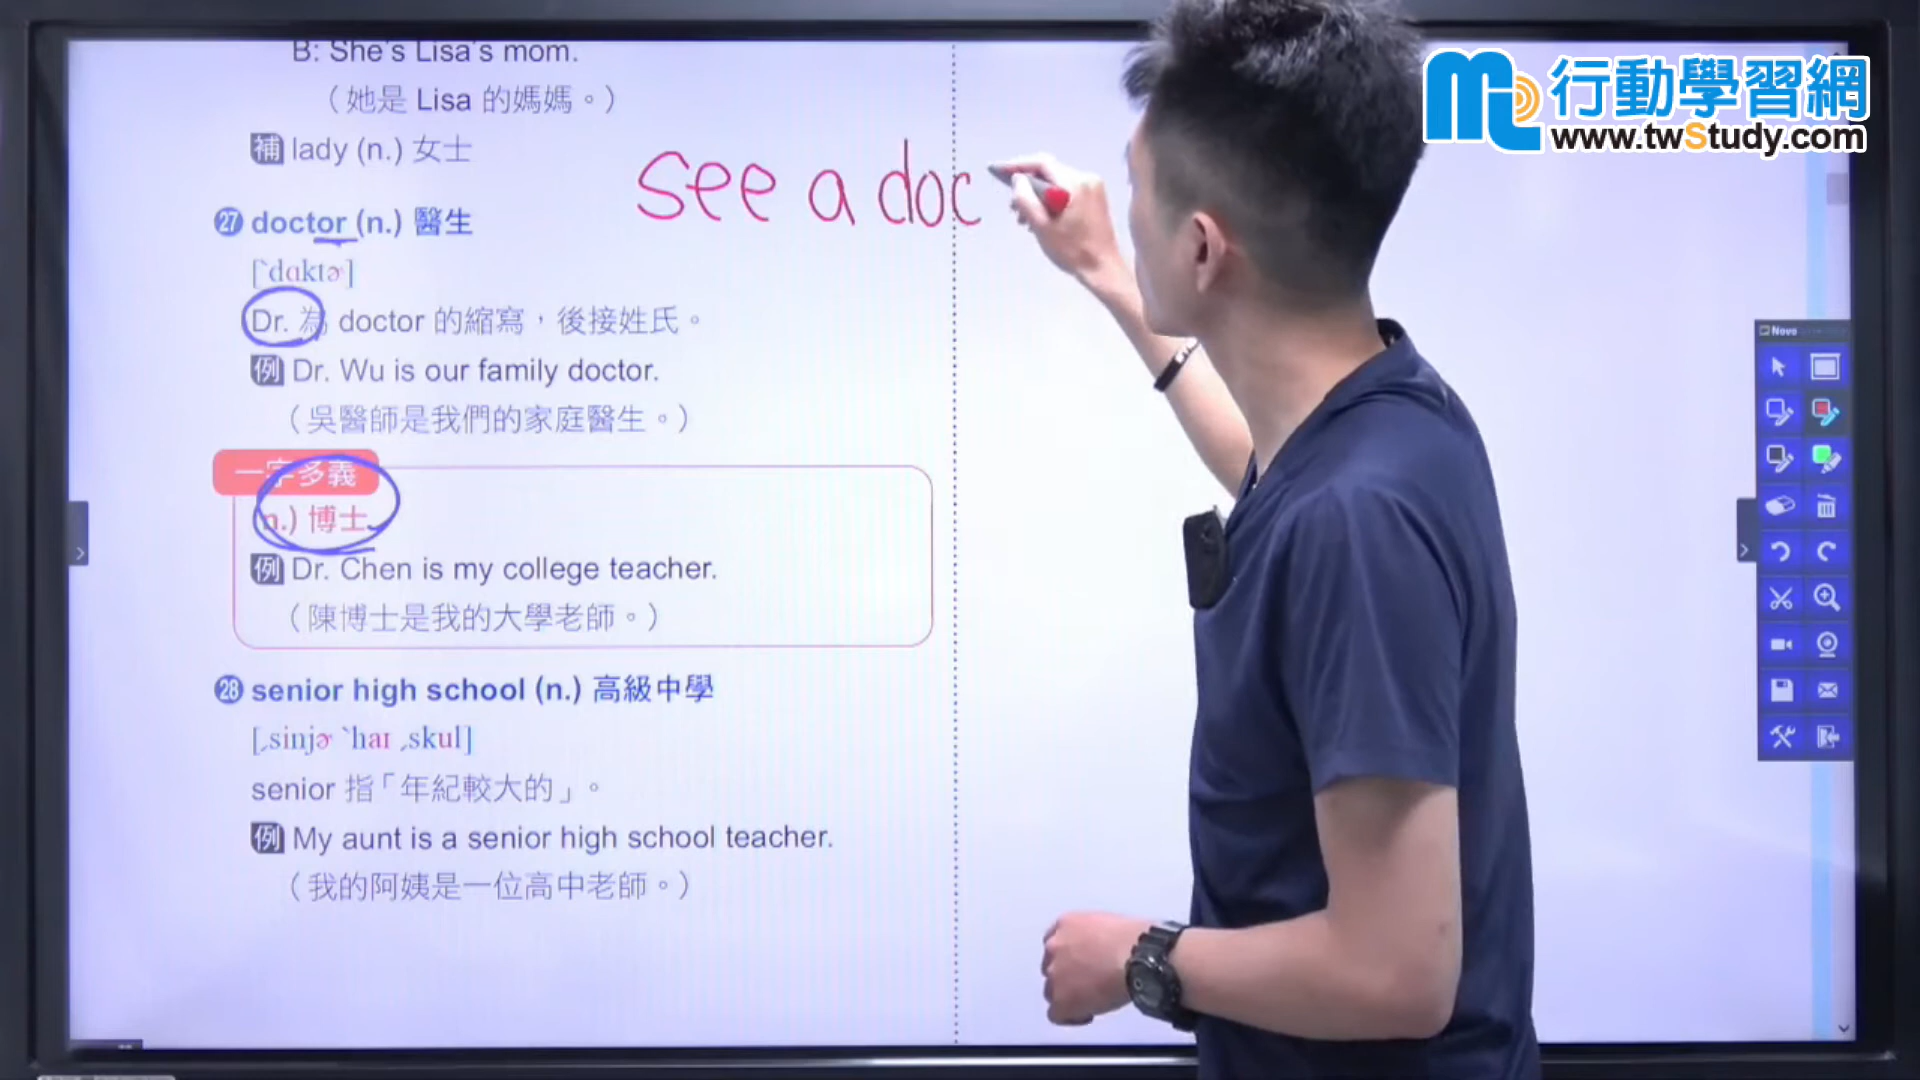 B: She's Lisa's mom.
（她是 Lisa 的媽媽。）
補 lady (n.) 女士
see a doc
27 doctor (n.) 醫生
[ˋdɑktɚ]
Dr. 為 doctor 的縮寫，後接姓氏。
例 Dr. Wu is our family doctor.
（吳醫師是我們的家庭醫生。）
一字多義
n.) 博士
例 Dr. Chen is my college teacher.
（陳博士是我的大學老師。）
28 senior high school (n.) 高級中學
[ˏsinjɚ ˋhaɪ ˏskul]
senior 指「年紀較大的」。
例 My aunt is a senior high school teacher.
（我的阿姨是一位高中老師。）
行動學習網
www.twStudy.com
Novo